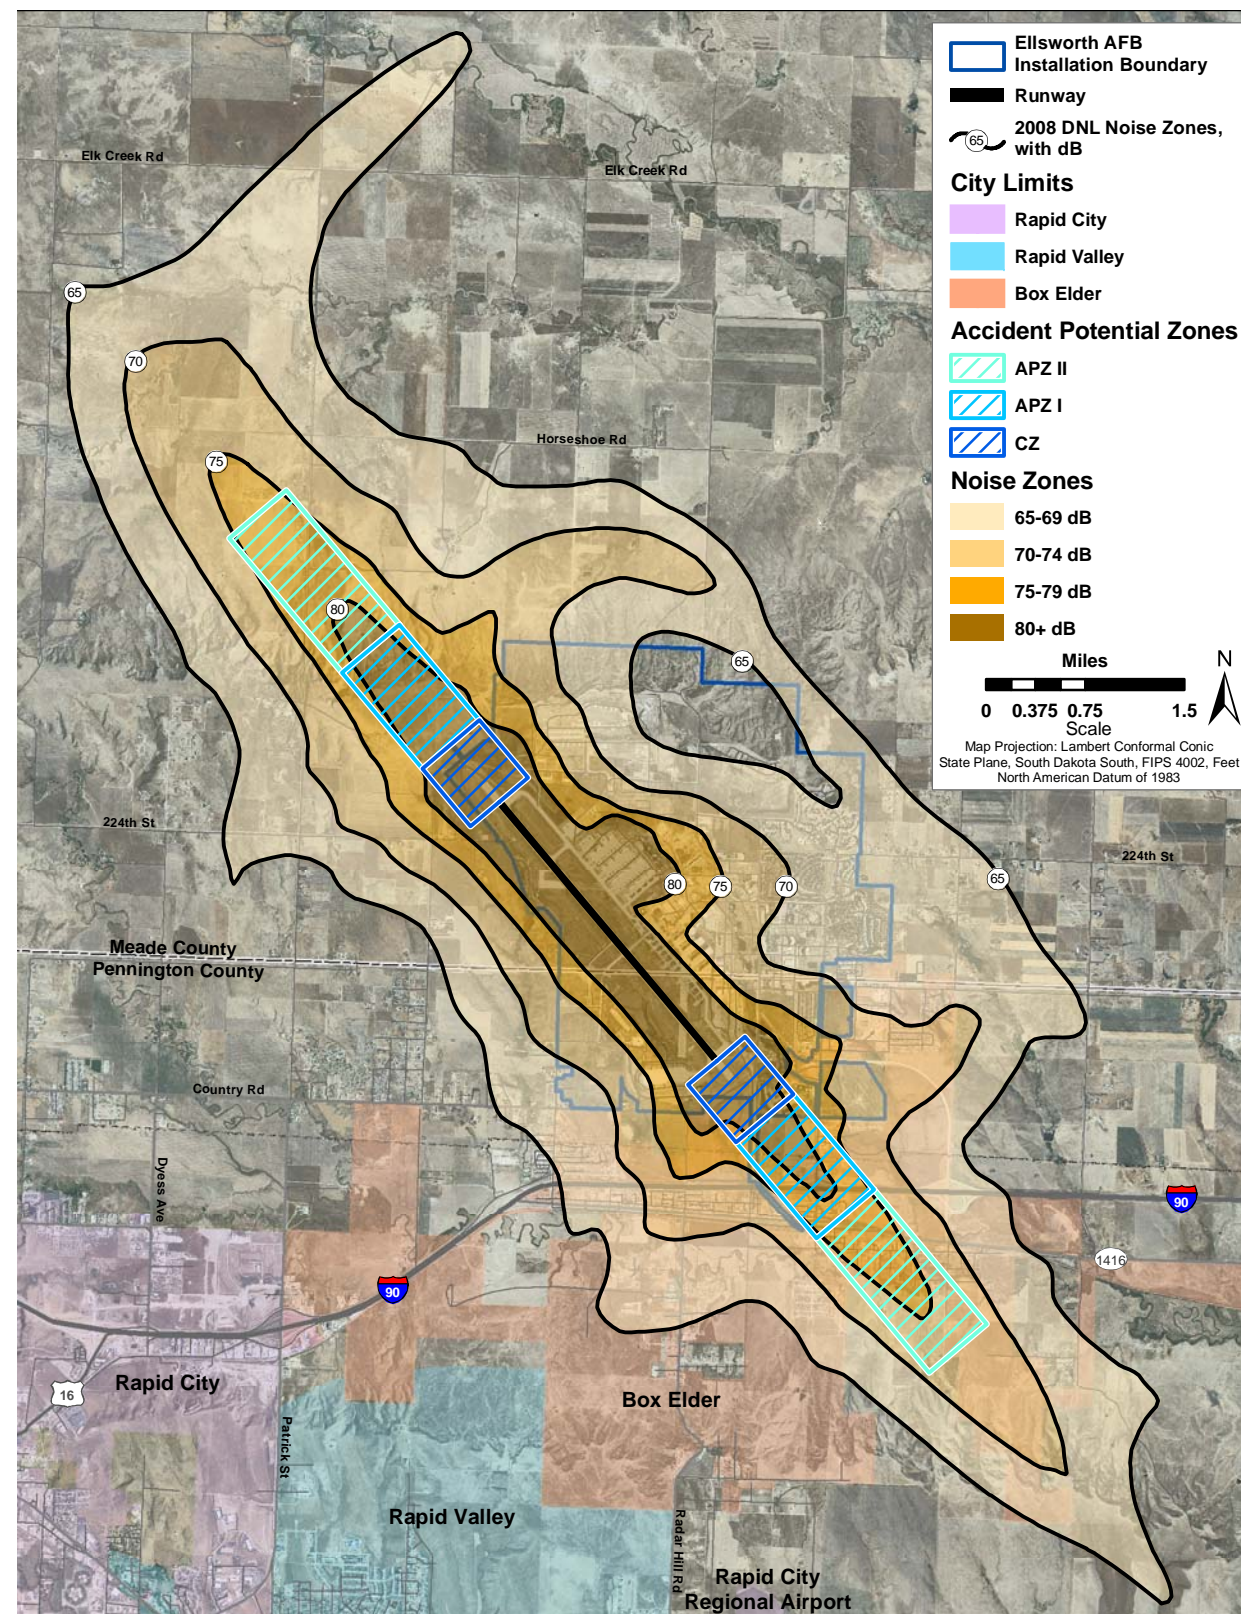 Ellsworth AFB
Installation Boundary
Runway
65
2008 DNL Noise Zones,
with dB
City Limits
Rapid City
Rapid Valley
Box Elder
Accident Potential Zones
APZ II
APZ I
CZ
Noise Zones
65-69 dB
70-74 dB
75-79 dB
80+ dB
Miles
N
0 0.375 0.75 1.5
Scale
Map Projection: Lambert Conformal Conic
State Plane, South Dakota South, FIPS 4002, Feet
North American Datum of 1983
Elk Creek Rd
Elk Creek Rd
65
70
Horseshoe Rd
75
80
65
224th St
224th St
80
75
70
65
Meade County
Pennington County
Country Rd
Dyess Ave
90
1416
90
Rapid City
16
Box Elder
Patrick St
Rapid Valley
Radar Hill Rd
Rapid City
Regional Airport